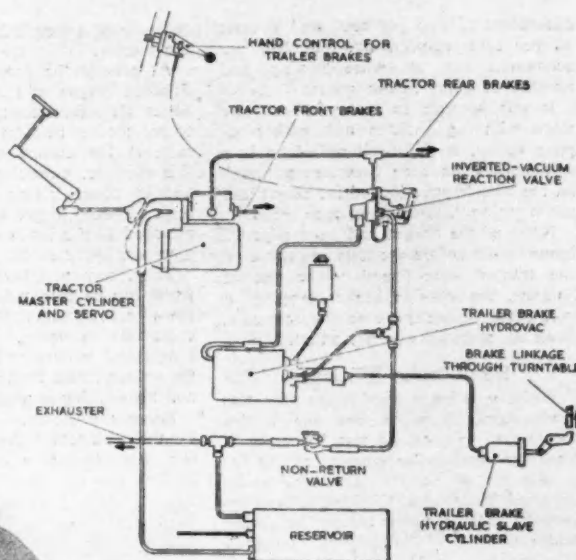 HAND CONTROL FOR
TRAILER BRAKES
TRACTOR REAR BRAKES
TRACTOR FRONT BRAKES
INVERTED-VACUUM
REACTION VALVE
TRACTOR
MASTER CYLINDER
AND SERVO
TRAILER BRAKE
HYDROVAC
BRAKE LINKAGE
THROUGH TURNTABLE
EXHAUSTER
NON-RETURN
VALVE
RESERVOIR
TRAILER BRAKE
HYDRAULIC SLAVE
CYLINDER